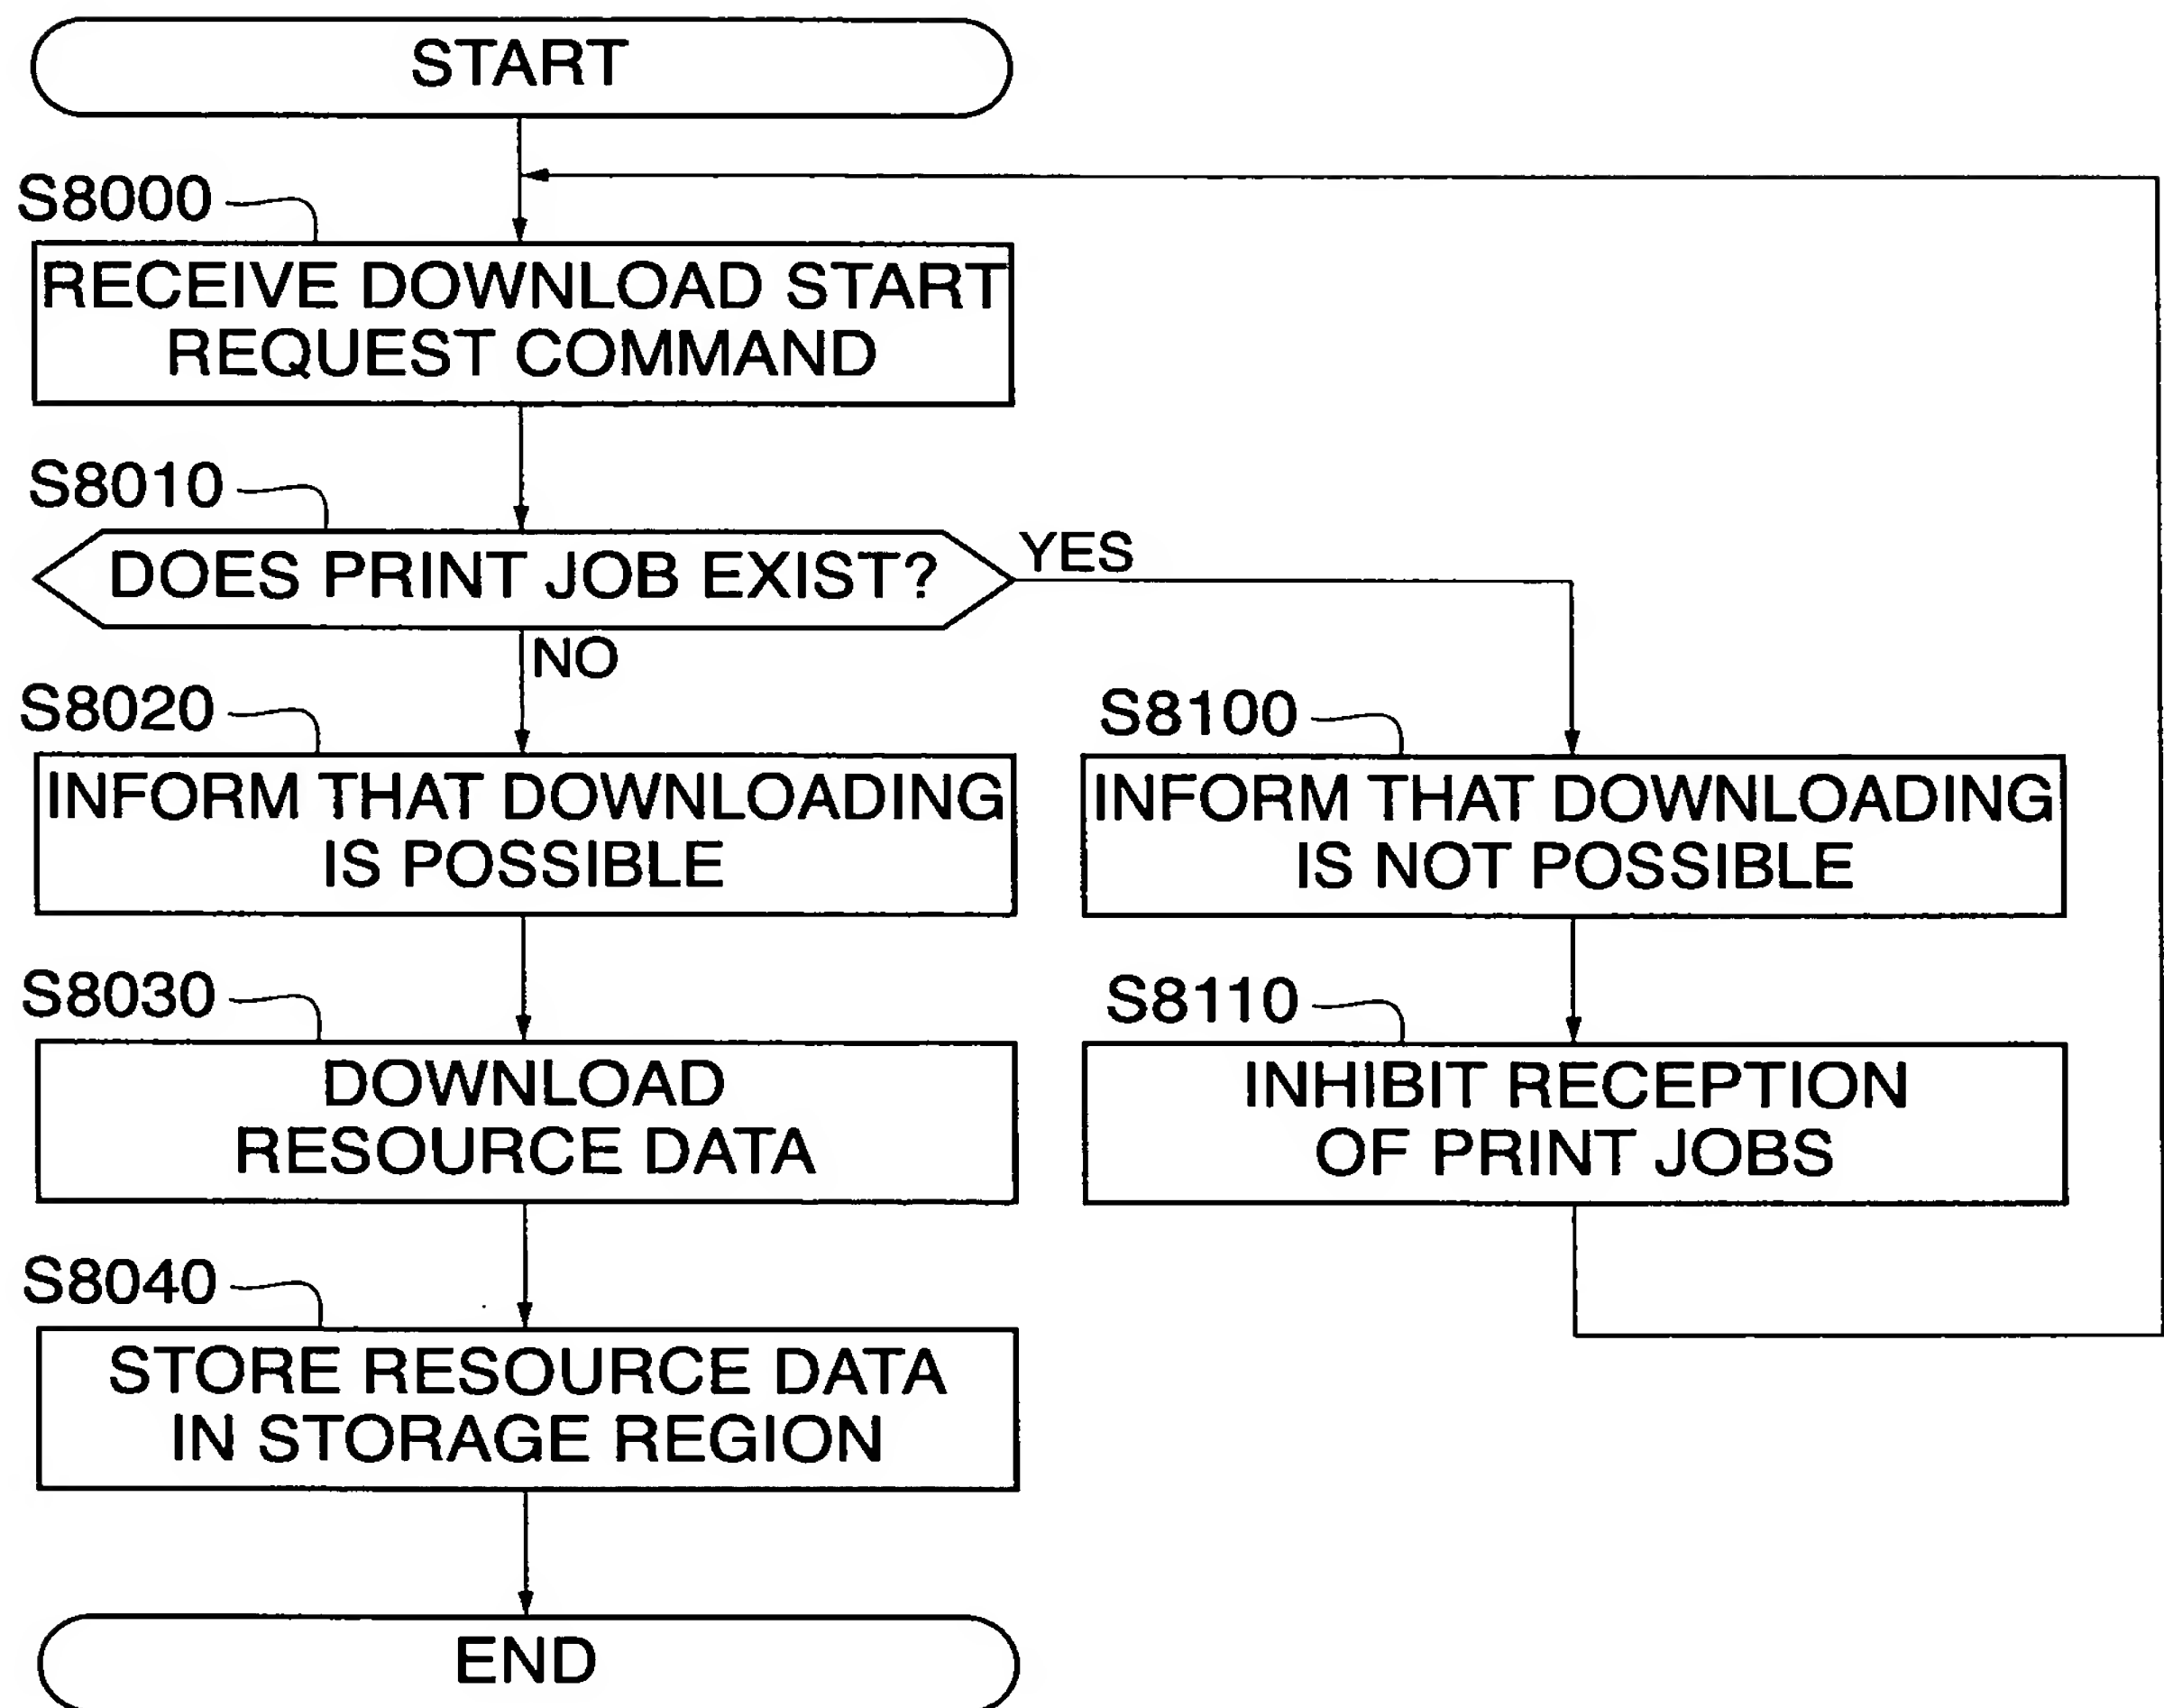 START
S8000
RECEIVE DOWNLOAD START
REQUEST COMMAND
S8010
DOES PRINT JOB EXIST?
YES
NO
S8020
INFORM THAT DOWNLOADING
IS POSSIBLE
S8100
INFORM THAT DOWNLOADING
IS NOT POSSIBLE
S8030
DOWNLOAD
RESOURCE DATA
S8110
INHIBIT RECEPTION
OF PRINT JOBS
S8040
STORE RESOURCE DATA
IN STORAGE REGION
END